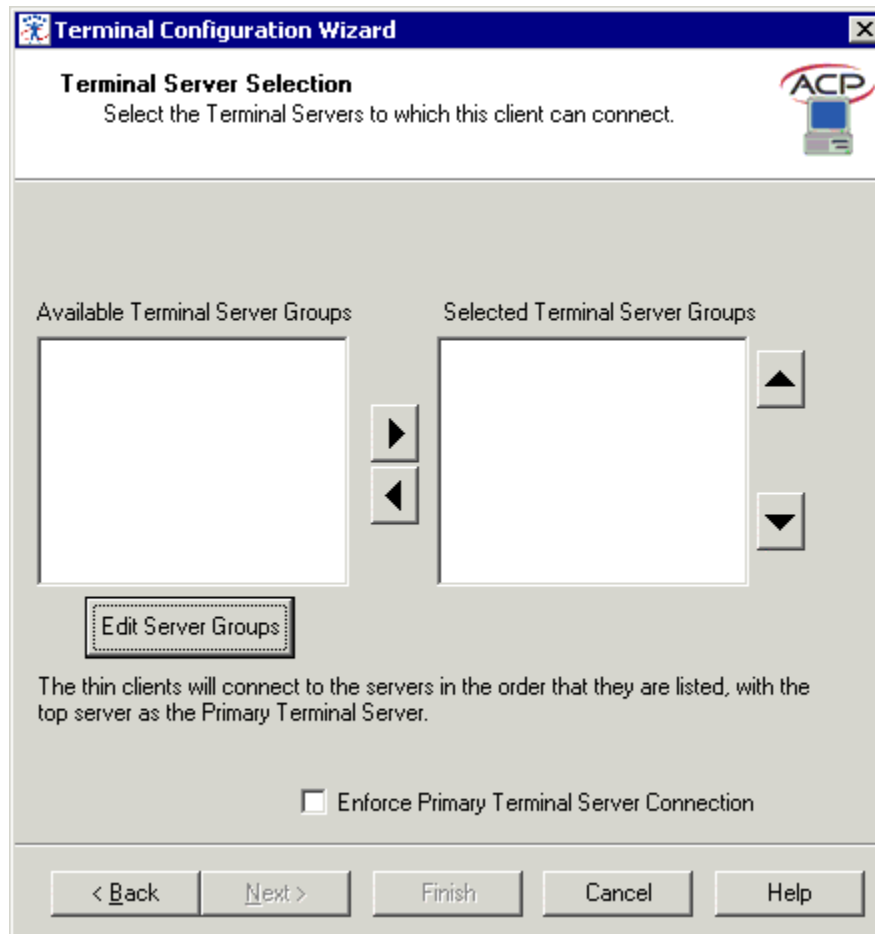 Terminal Configuration Wizard
Terminal Server Selection
Select the Terminal Servers to which this client can connect.
ACP
Available Terminal Server Groups
Selected Terminal Server Groups
Edit Server Groups
The thin clients will connect to the servers in the order that they are listed, with the
top server as the Primary Terminal Server.
Enforce Primary Terminal Server Connection
< Back
Next >
Finish
Cancel
Help